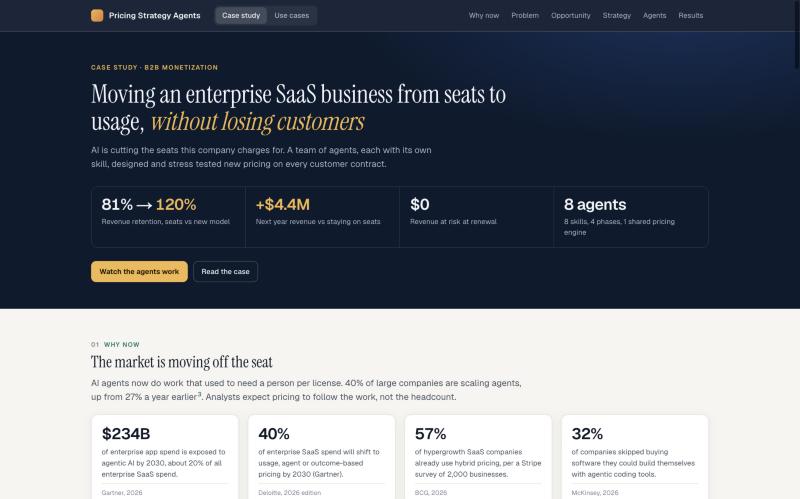 Pricing Strategy Agents
Case study
Use cases
Why now
Problem
Opportunity
Strategy
Agents
Results
CASE STUDY · B2B MONETIZATION
Moving an enterprise SaaS business from seats to
usage, without losing customers
AI is cutting the seats this company charges for. A team of agents, each with its own
skill, designed and stress tested new pricing on every customer contract.
81% → 120%
Revenue retention, seats vs new model
+$4.4M
Next year revenue vs staying on seats
$0
Revenue at risk at renewal
8 agents
8 skills, 4 phases, 1 shared pricing
engine
Watch the agents work
Read the case
01 WHY NOW
The market is moving off the seat
AI agents now do work that used to need a person per license. 40% of large companies are scaling agents,
up from 27% a year earlier³. Analysts expect pricing to follow the work, not the headcount.
$234B
of enterprise app spend is exposed to
agentic AI by 2030, about 20% of all
enterprise SaaS spend.
Gartner, 2026
40%
of enterprise SaaS spend will shift to
usage, agent or outcome-based
pricing by 2030 (Gartner).
Deloitte, 2026 edition
57%
of hypergrowth SaaS companies
already use hybrid pricing, per a Stripe
survey of 2,000 businesses.
BCG, 2026
32%
of companies skipped buying
software they could build themselves
with agentic coding tools.
McKinsey, 2026